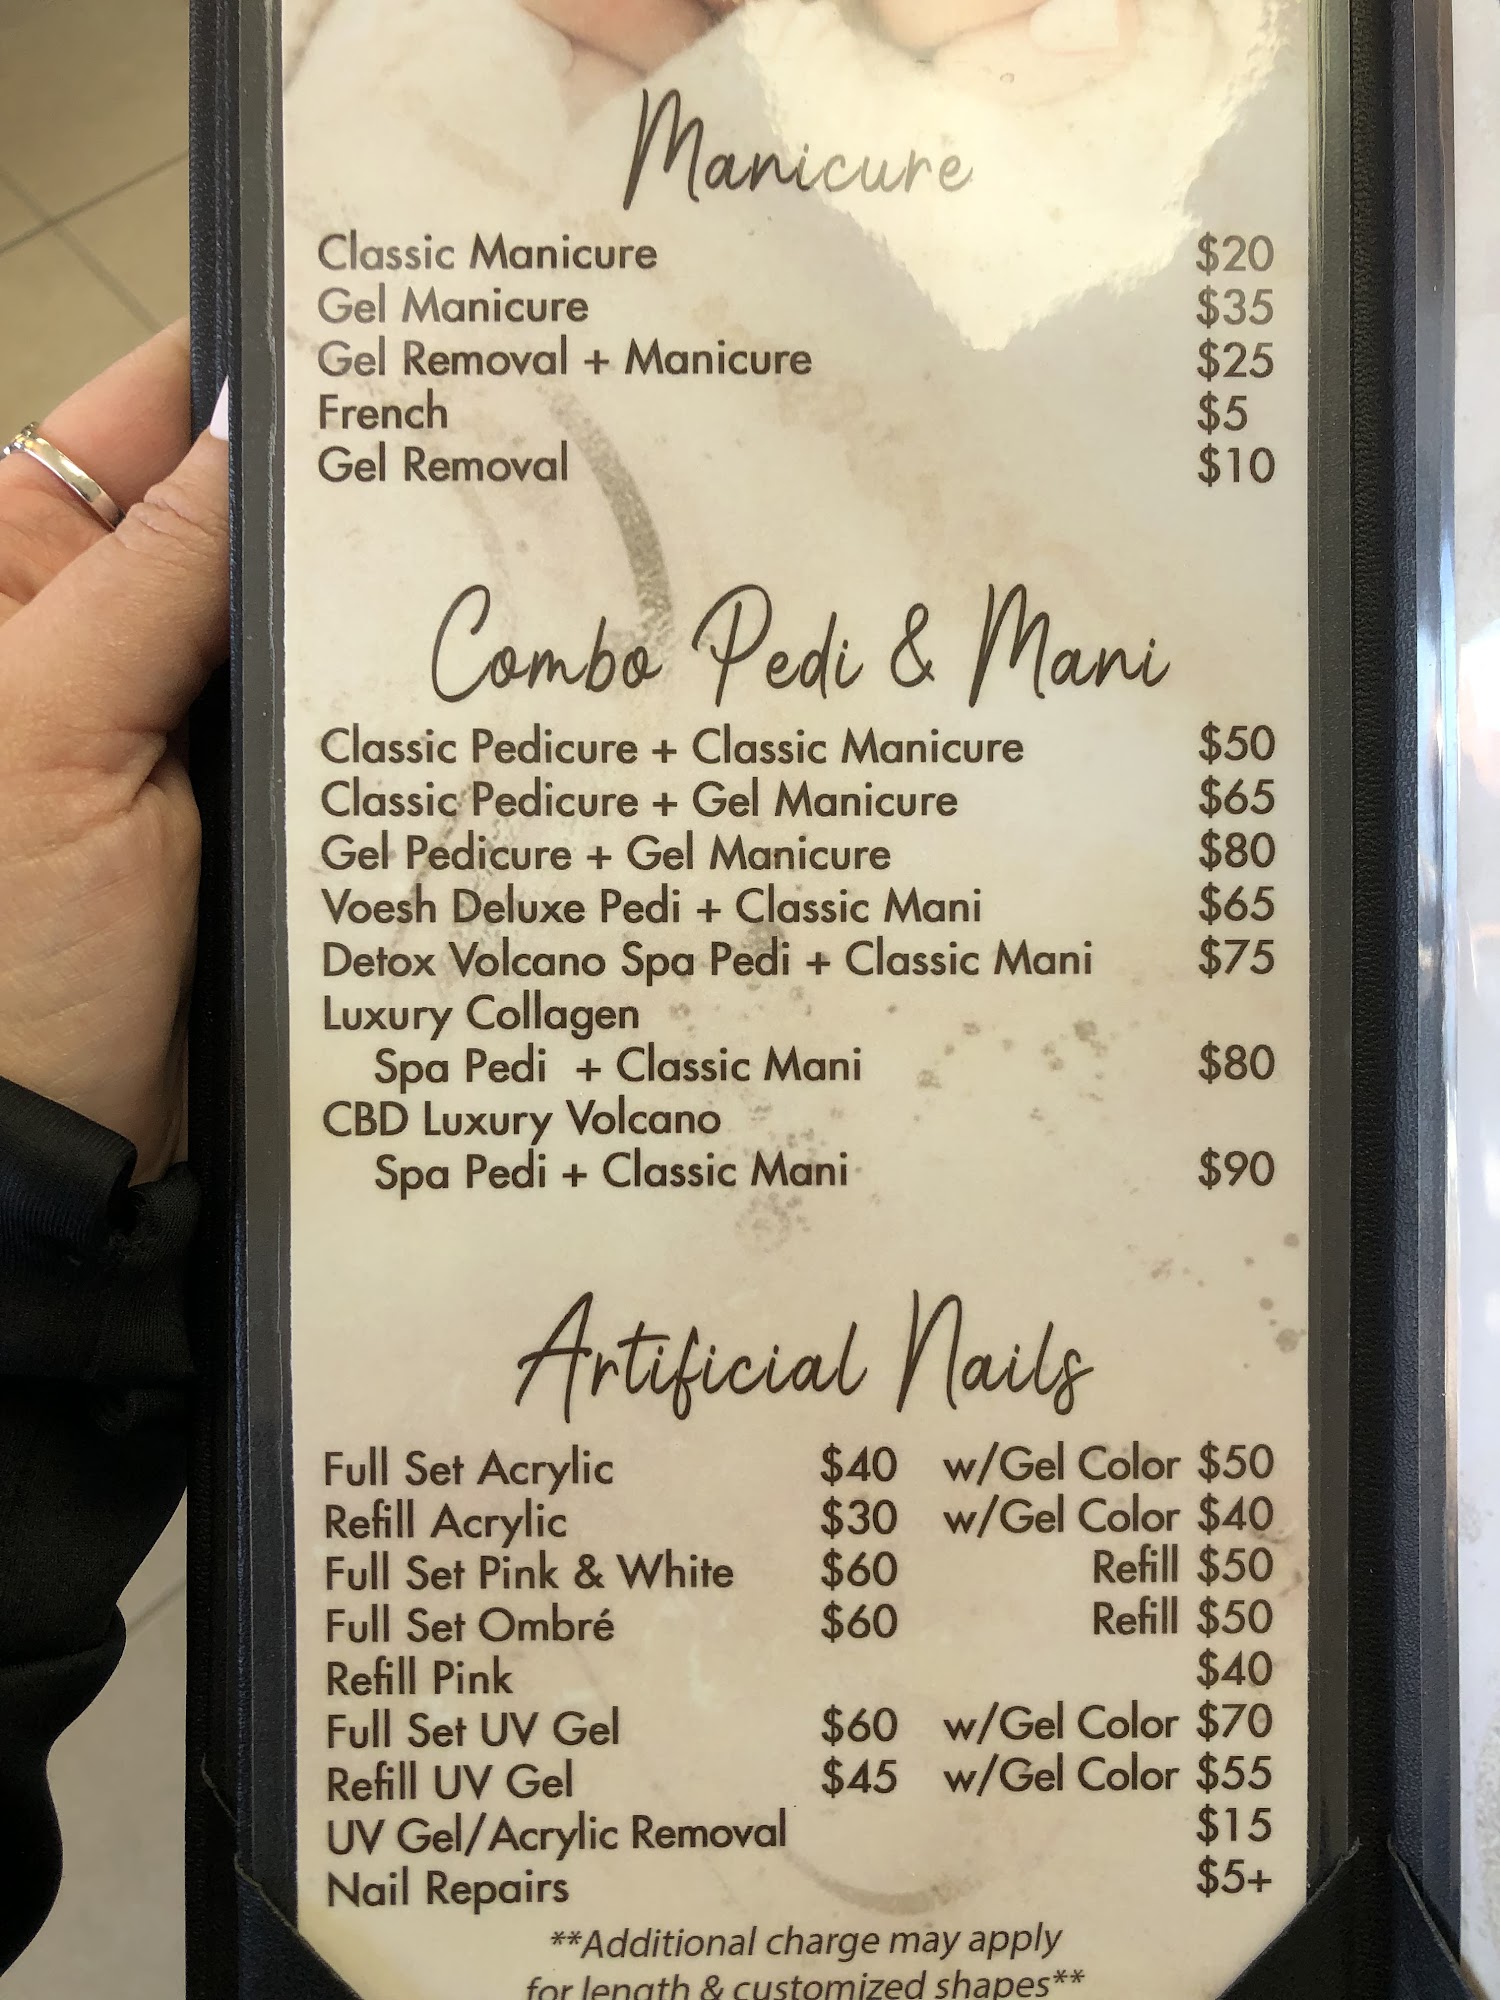 Manicure
Classic Manicure $20
Gel Manicure $35
Gel Removal + Manicure $25
French $5
Gel Removal $10
Combo Pedi & Mani
Classic Pedicure + Classic Manicure $50
Classic Pedicure + Gel Manicure $65
Gel Pedicure + Gel Manicure $80
Voesh Deluxe Pedi + Classic Mani $65
Detox Volcano Spa Pedi + Classic Mani $75
Luxury Collagen
Spa Pedi + Classic Mani $80
CBD Luxury Volcano
Spa Pedi + Classic Mani $90
Artificial Nails
Full Set Acrylic $40 w/Gel Color $50
Refill Acrylic $30 w/Gel Color $40
Full Set Pink & White $60 Refill $50
Full Set Ombré $60 Refill $50
Refill Pink $40
Full Set UV Gel $60 w/Gel Color $70
Refill UV Gel $45 w/Gel Color $55
UV Gel/Acrylic Removal $15
Nail Repairs $5+
**Additional charge may apply
for length & customized shapes**